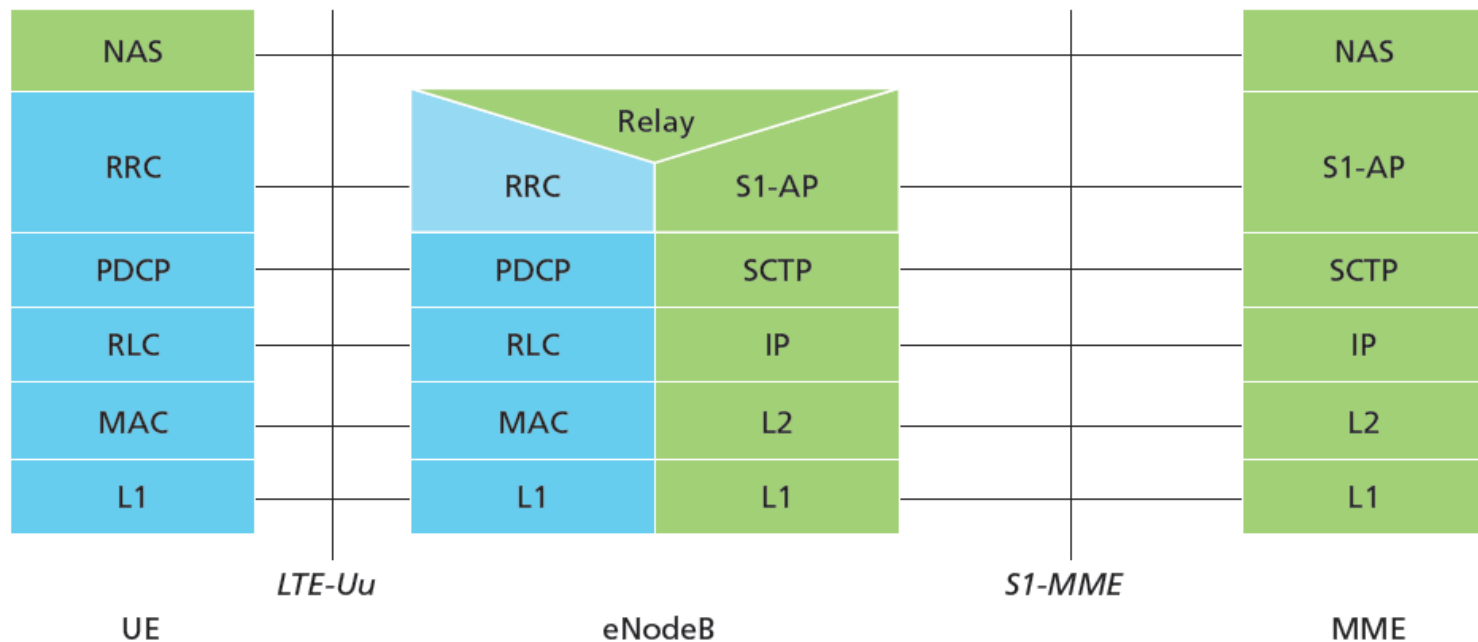 NAS NAS
Relay
RRC RRC S1-AP S1-AP
PDCP PDCP SCTP SCTP
RLC RLC IP IP
MAC MAC L2 L2
L1 L1 L1 L1
LTE-Uu S1-MME
UE eNodeB MME